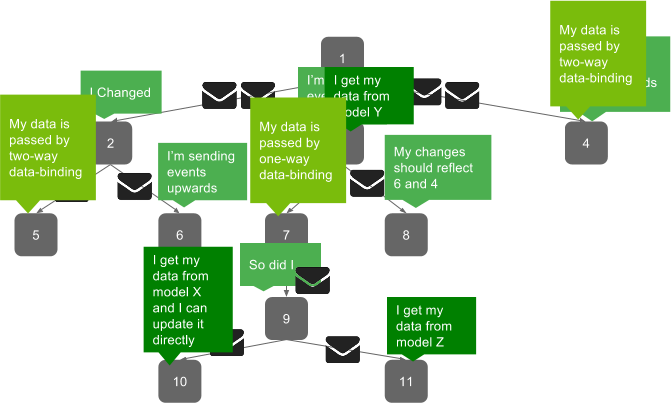 My data is
passed by
two-way
data-binding
ds
1
I'm
eve
I get my
data from
model Y
I Changed
My data is
passed by
two-way
data-binding
2
My data is
passed by
one-way
data-binding
4
I'm sending
events
upwards
My changes
should reflect
6 and 4
5
6
7
8
I get my
data from
model X
and I can
update it
directly
So did I
9
I get my
data from
model Z
10
11